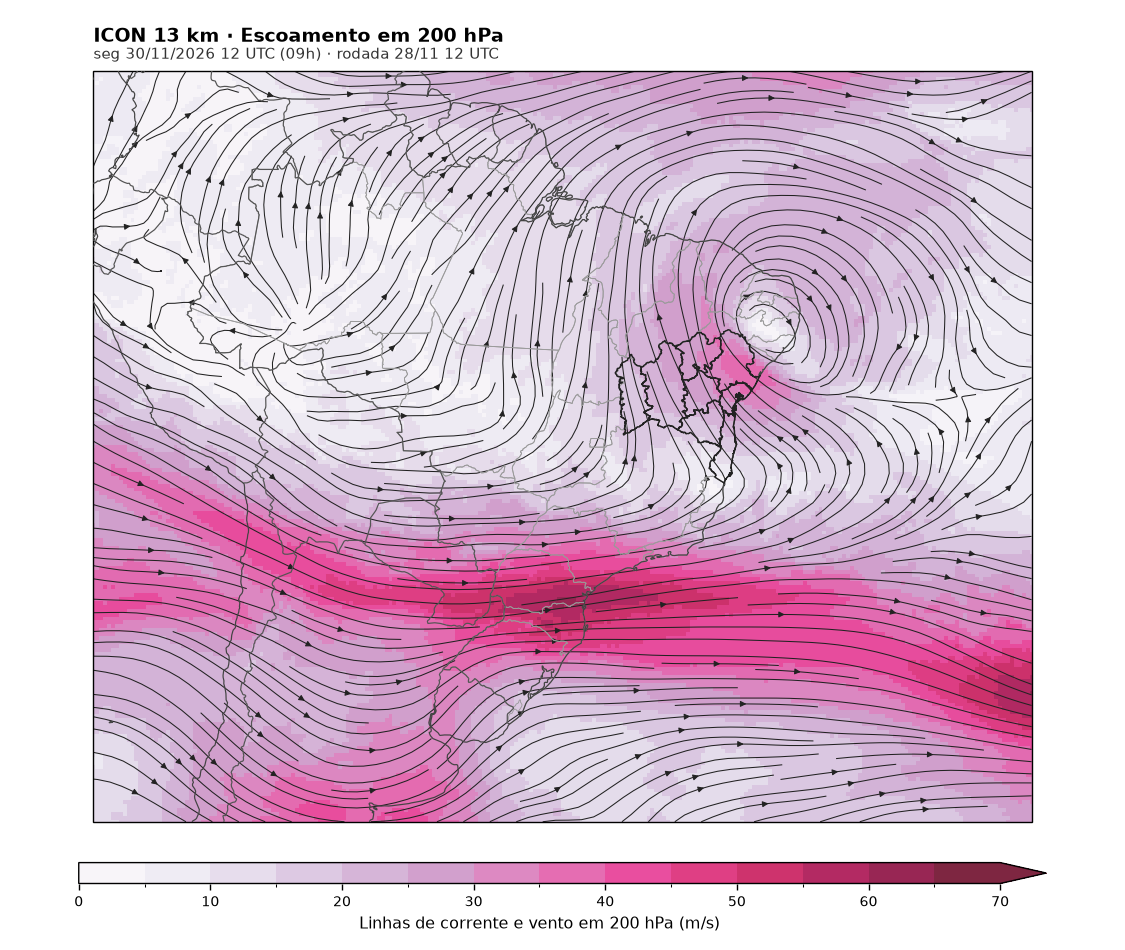 ICON 13 km · Escoamento em 200 hPa
seg 30/11/2026 12 UTC (09h) · rodada 28/11 12 UTC
0 10 20 30 40 50 60 70
Linhas de corrente e vento em 200 hPa (m/s)